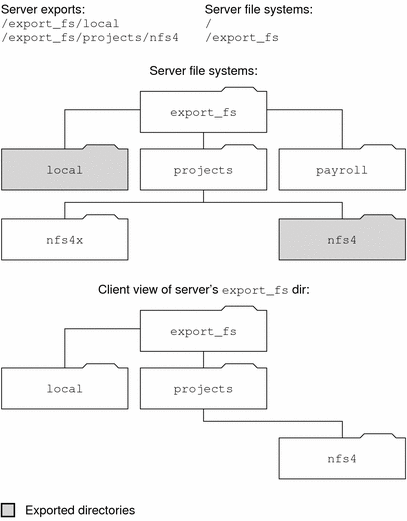 Server exports:
Server file systems:
/export_fs/local
/
/export_fs/projects/nfs4
/export_fs
Server file systems:
export_fs
local
projects
payroll
nfs4x
nfs4
Client view of server's export_fs dir:
export_fs
local
projects
nfs4
Exported directories